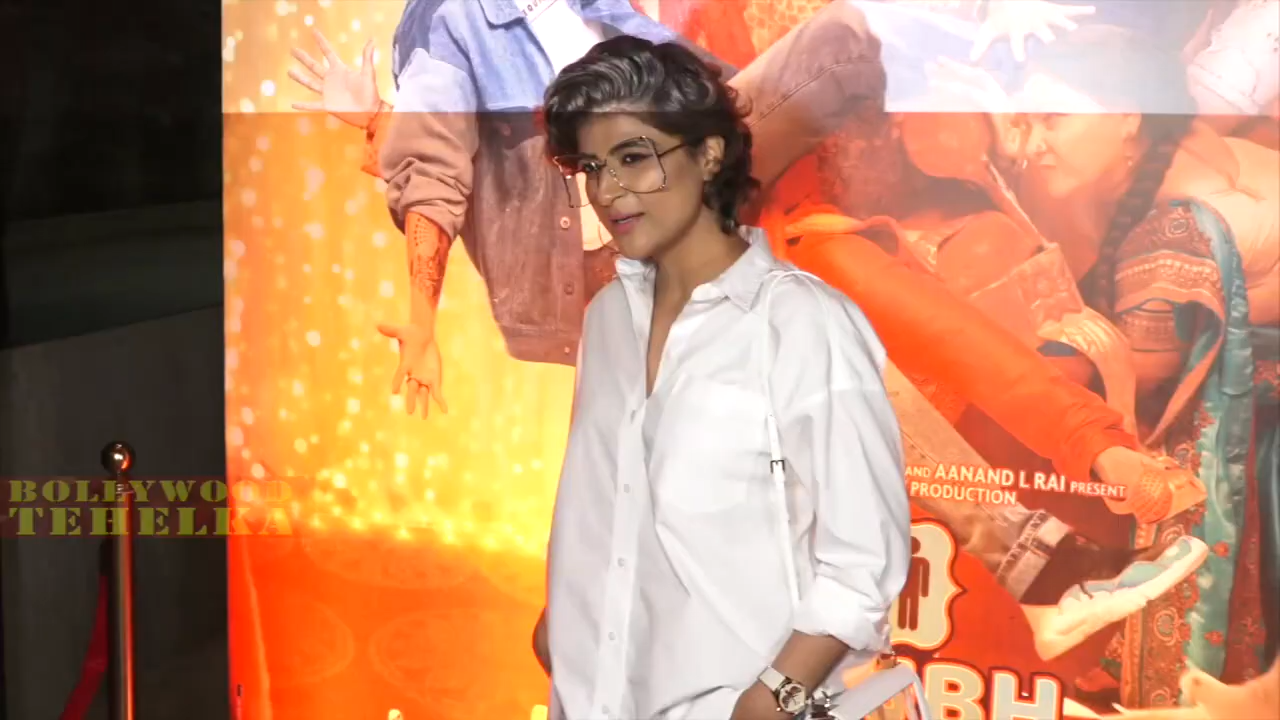 AND AANAND L RAI PRESENT
PRODUCTION
BOLLYWOOD
TEHELKA